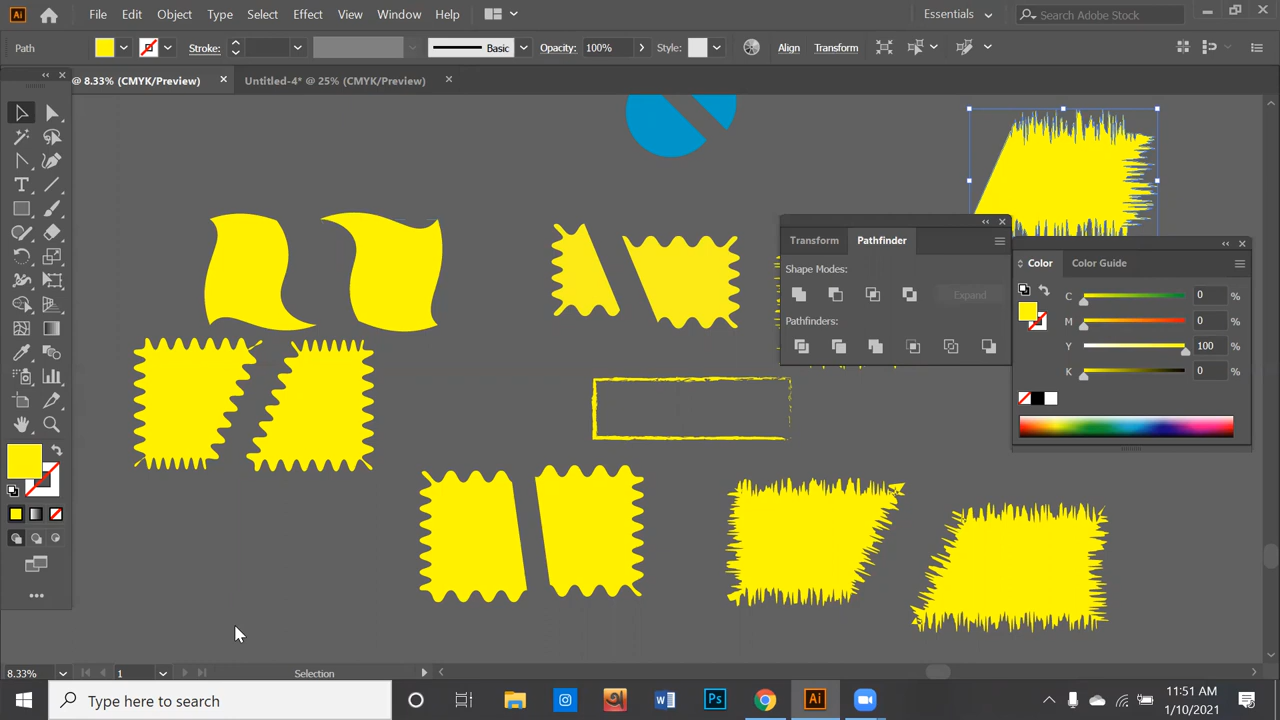 Ai File Edit Object Type Select Effect View Window Help Essentials Search Adobe Stock
Path Stroke: Basic Opacity: 100% Style: Align Transform
@ 8.33% (CMYK/Preview) × Untitled-4* @ 25% (CMYK/Preview) ×
Transform Pathfinder
Shape Modes:
Expand
Pathfinders:
Color Color Guide
C 0 %
M 0 %
Y 100 %
K 0 %
8.33% 1 Selection
Type here to search
W Ps Ai
11:51 AM
1/10/2021